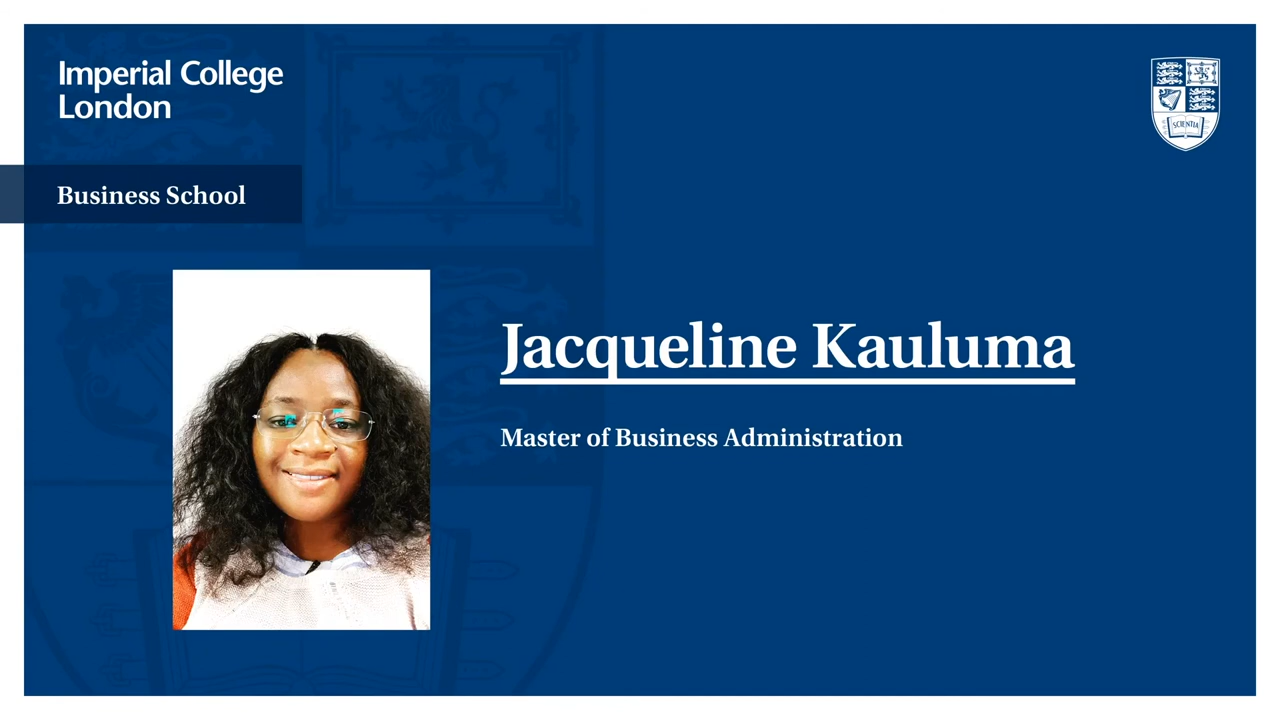 Imperial College
London
Business School
SCIENTIA
Jacqueline Kauluma
Master of Business Administration